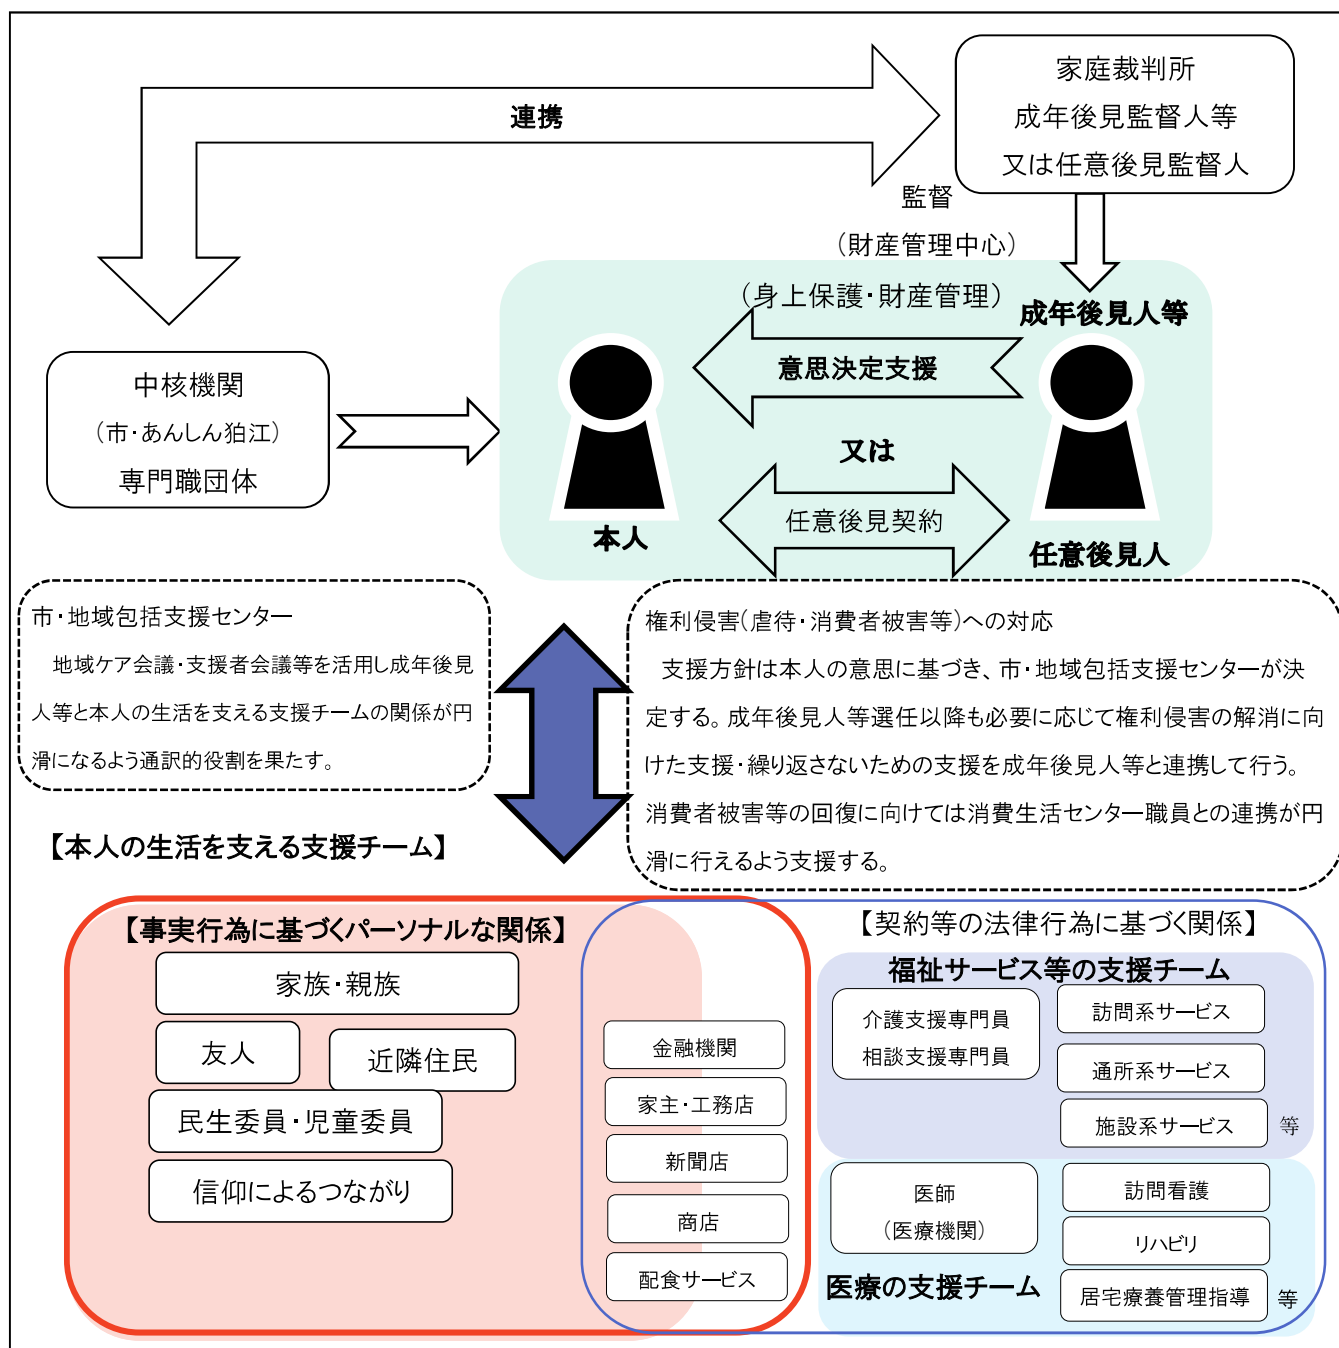 家庭裁判所
成年後見監督人等
又は任意後見監督人
連携
監督
（財産管理中心）
（身上保護・財産管理）
成年後見人等
意思決定支援
中核機関
（市・あんしん狛江）
専門職団体
又は
任意後見契約
本人
任意後見人
市・地域包括支援センター
地域ケア会議・支援者会議等を活用し成年後見
人等と本人の生活を支える支援チームの関係が円
滑になるよう通訳的役割を果たす。
権利侵害（虐待・消費者被害等）への対応
支援方針は本人の意思に基づき、市・地域包括支援センターが決
定する。成年後見人等選任以降も必要に応じて権利侵害の解消に向
けた支援・繰り返さないための支援を成年後見人等と連携して行う。
消費者被害等の回復に向けては消費生活センター職員との連携が円
滑に行えるよう支援する。
【本人の生活を支える支援チーム】
【事実行為に基づくパーソナルな関係】
家族・親族
友人
近隣住民
民生委員・児童委員
信仰によるつながり
金融機関
家主・工務店
新聞店
商店
配食サービス
【契約等の法律行為に基づく関係】
福祉サービス等の支援チーム
介護支援専門員
相談支援専門員
訪問系サービス
通所系サービス
施設系サービス 等
医師
（医療機関）
医療の支援チーム
訪問看護
リハビリ
居宅療養管理指導 等